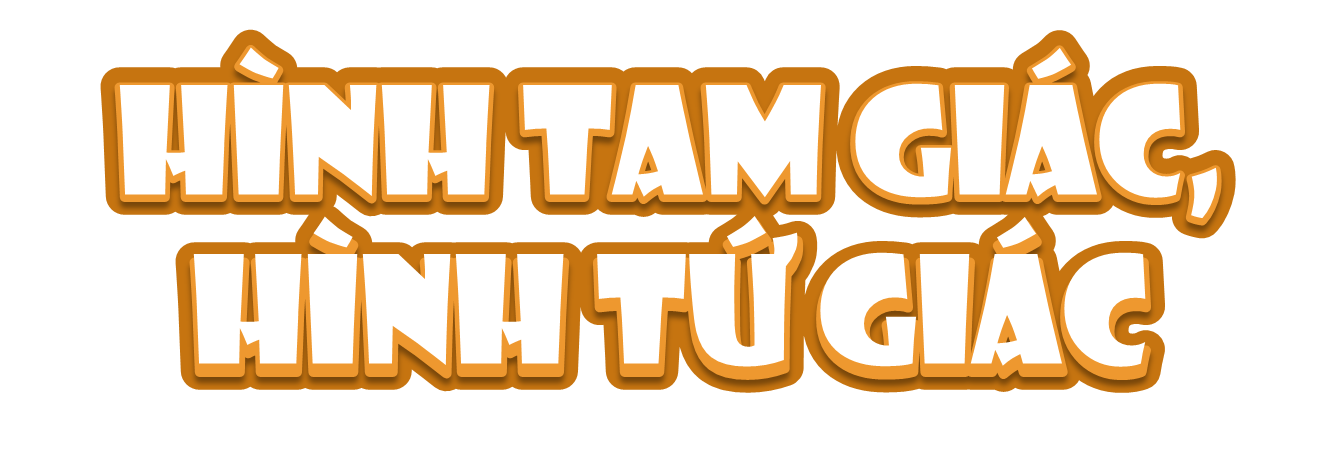 HÌNH TAM GIÁC,
HÌNH TỨ GIÁC